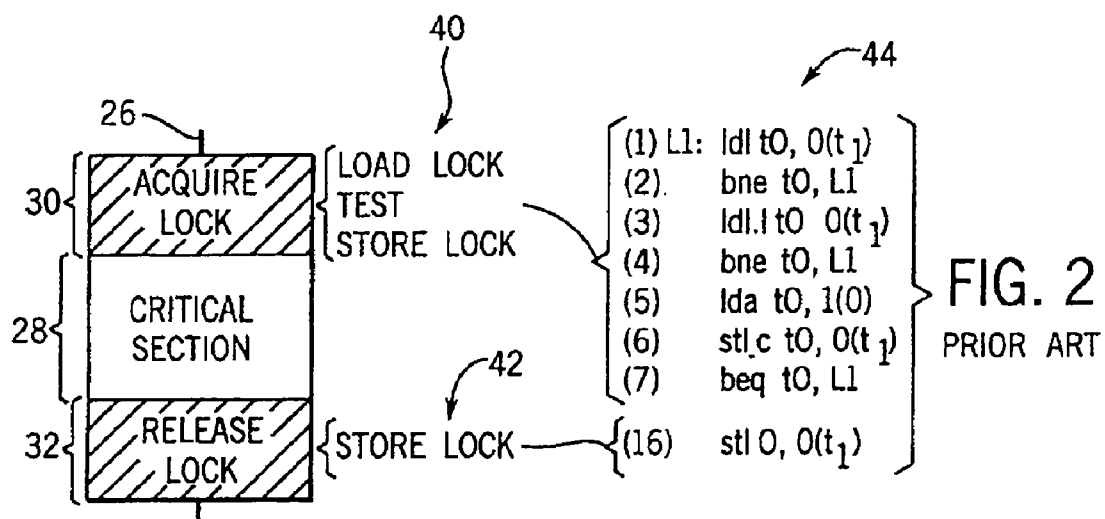 40
44
26
30
ACQUIRE
LOCK
LOAD LOCK
TEST
STORE LOCK
28
CRITICAL
SECTION
42
32
RELEASE
LOCK
STORE LOCK
(1) L1: ldl t0, 0(t1)
(2). bne t0, L1
(3) ldl.l t0 0(t1)
(4) bne t0, L1
(5) lda t0, 1(0)
(6) stl.c t0, 0(t1)
(7) beq t0, L1
(16) stl 0, 0(t1)
FIG. 2
PRIOR ART